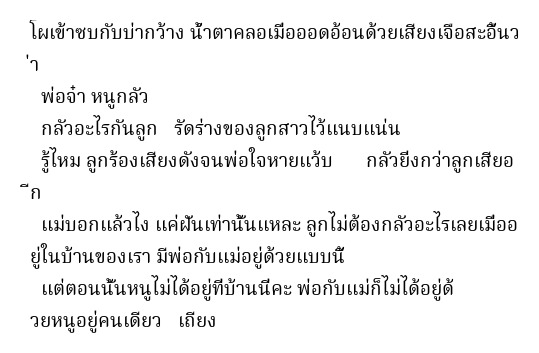 โผเข้าซบกับบ่ากว้าง น้ำตาคลอเมื่อออดอ้อนด้วยเสียงเจือสะอื้นว
่า
พ่อจ๋า หนูกลัว
กลัวอะไรกันลูก รัดร่างของลูกสาวไว้แนบแน่น
รู้ไหม ลูกร้องเสียงดังจนพ่อใจหายแว้บ กลัวยิ่งกว่าลูกเสียอ
ีก
แม่บอกแล้วไง แค่ฝันเท่านั้นแหละ ลูกไม่ต้องกลัวอะไรเลยเมื่ออ
ยู่ในบ้านของเรา มีพ่อกับแม่อยู่ด้วยแบบนี้
แต่ตอนนั้นหนูไม่ได้อยู่ที่บ้านนี่คะ พ่อกับแม่ก็ไม่ได้อยู่ด้
วยหนูอยู่คนเดียว เถียง